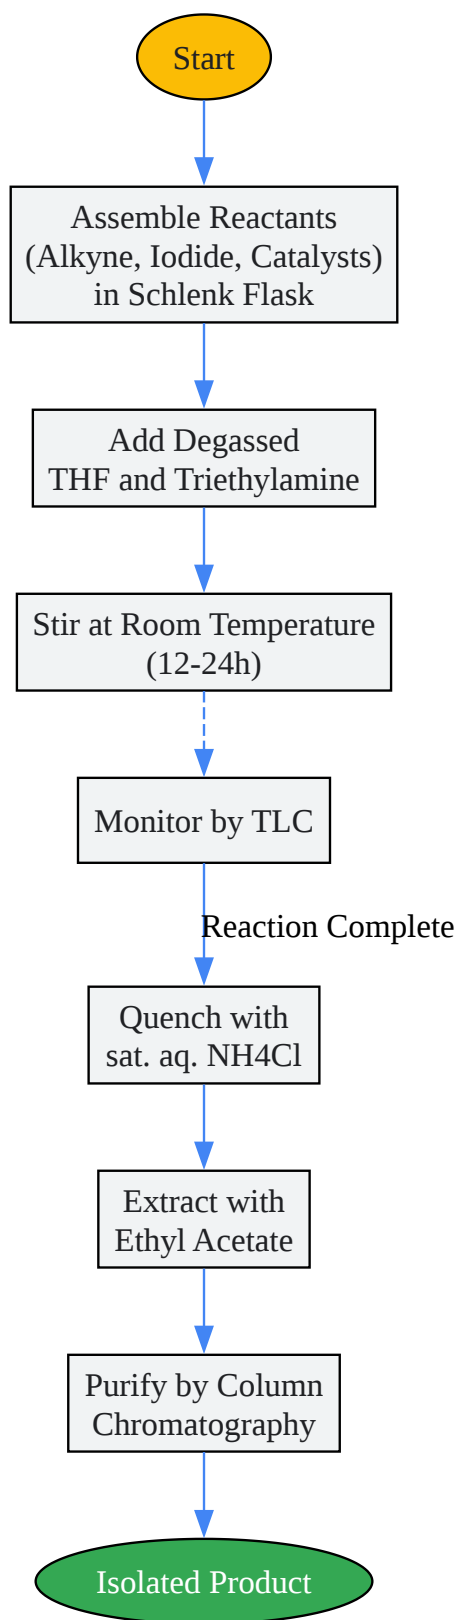 Start
Assemble Reactants
(Alkyne, Iodide, Catalysts)
in Schlenk Flask
Add Degassed
THF and Triethylamine
Stir at Room Temperature
(12-24h)
Monitor by TLC
Reaction Complete
Quench with
sat. aq. NH4Cl
Extract with
Ethyl Acetate
Purify by Column
Chromatography
Isolated Product